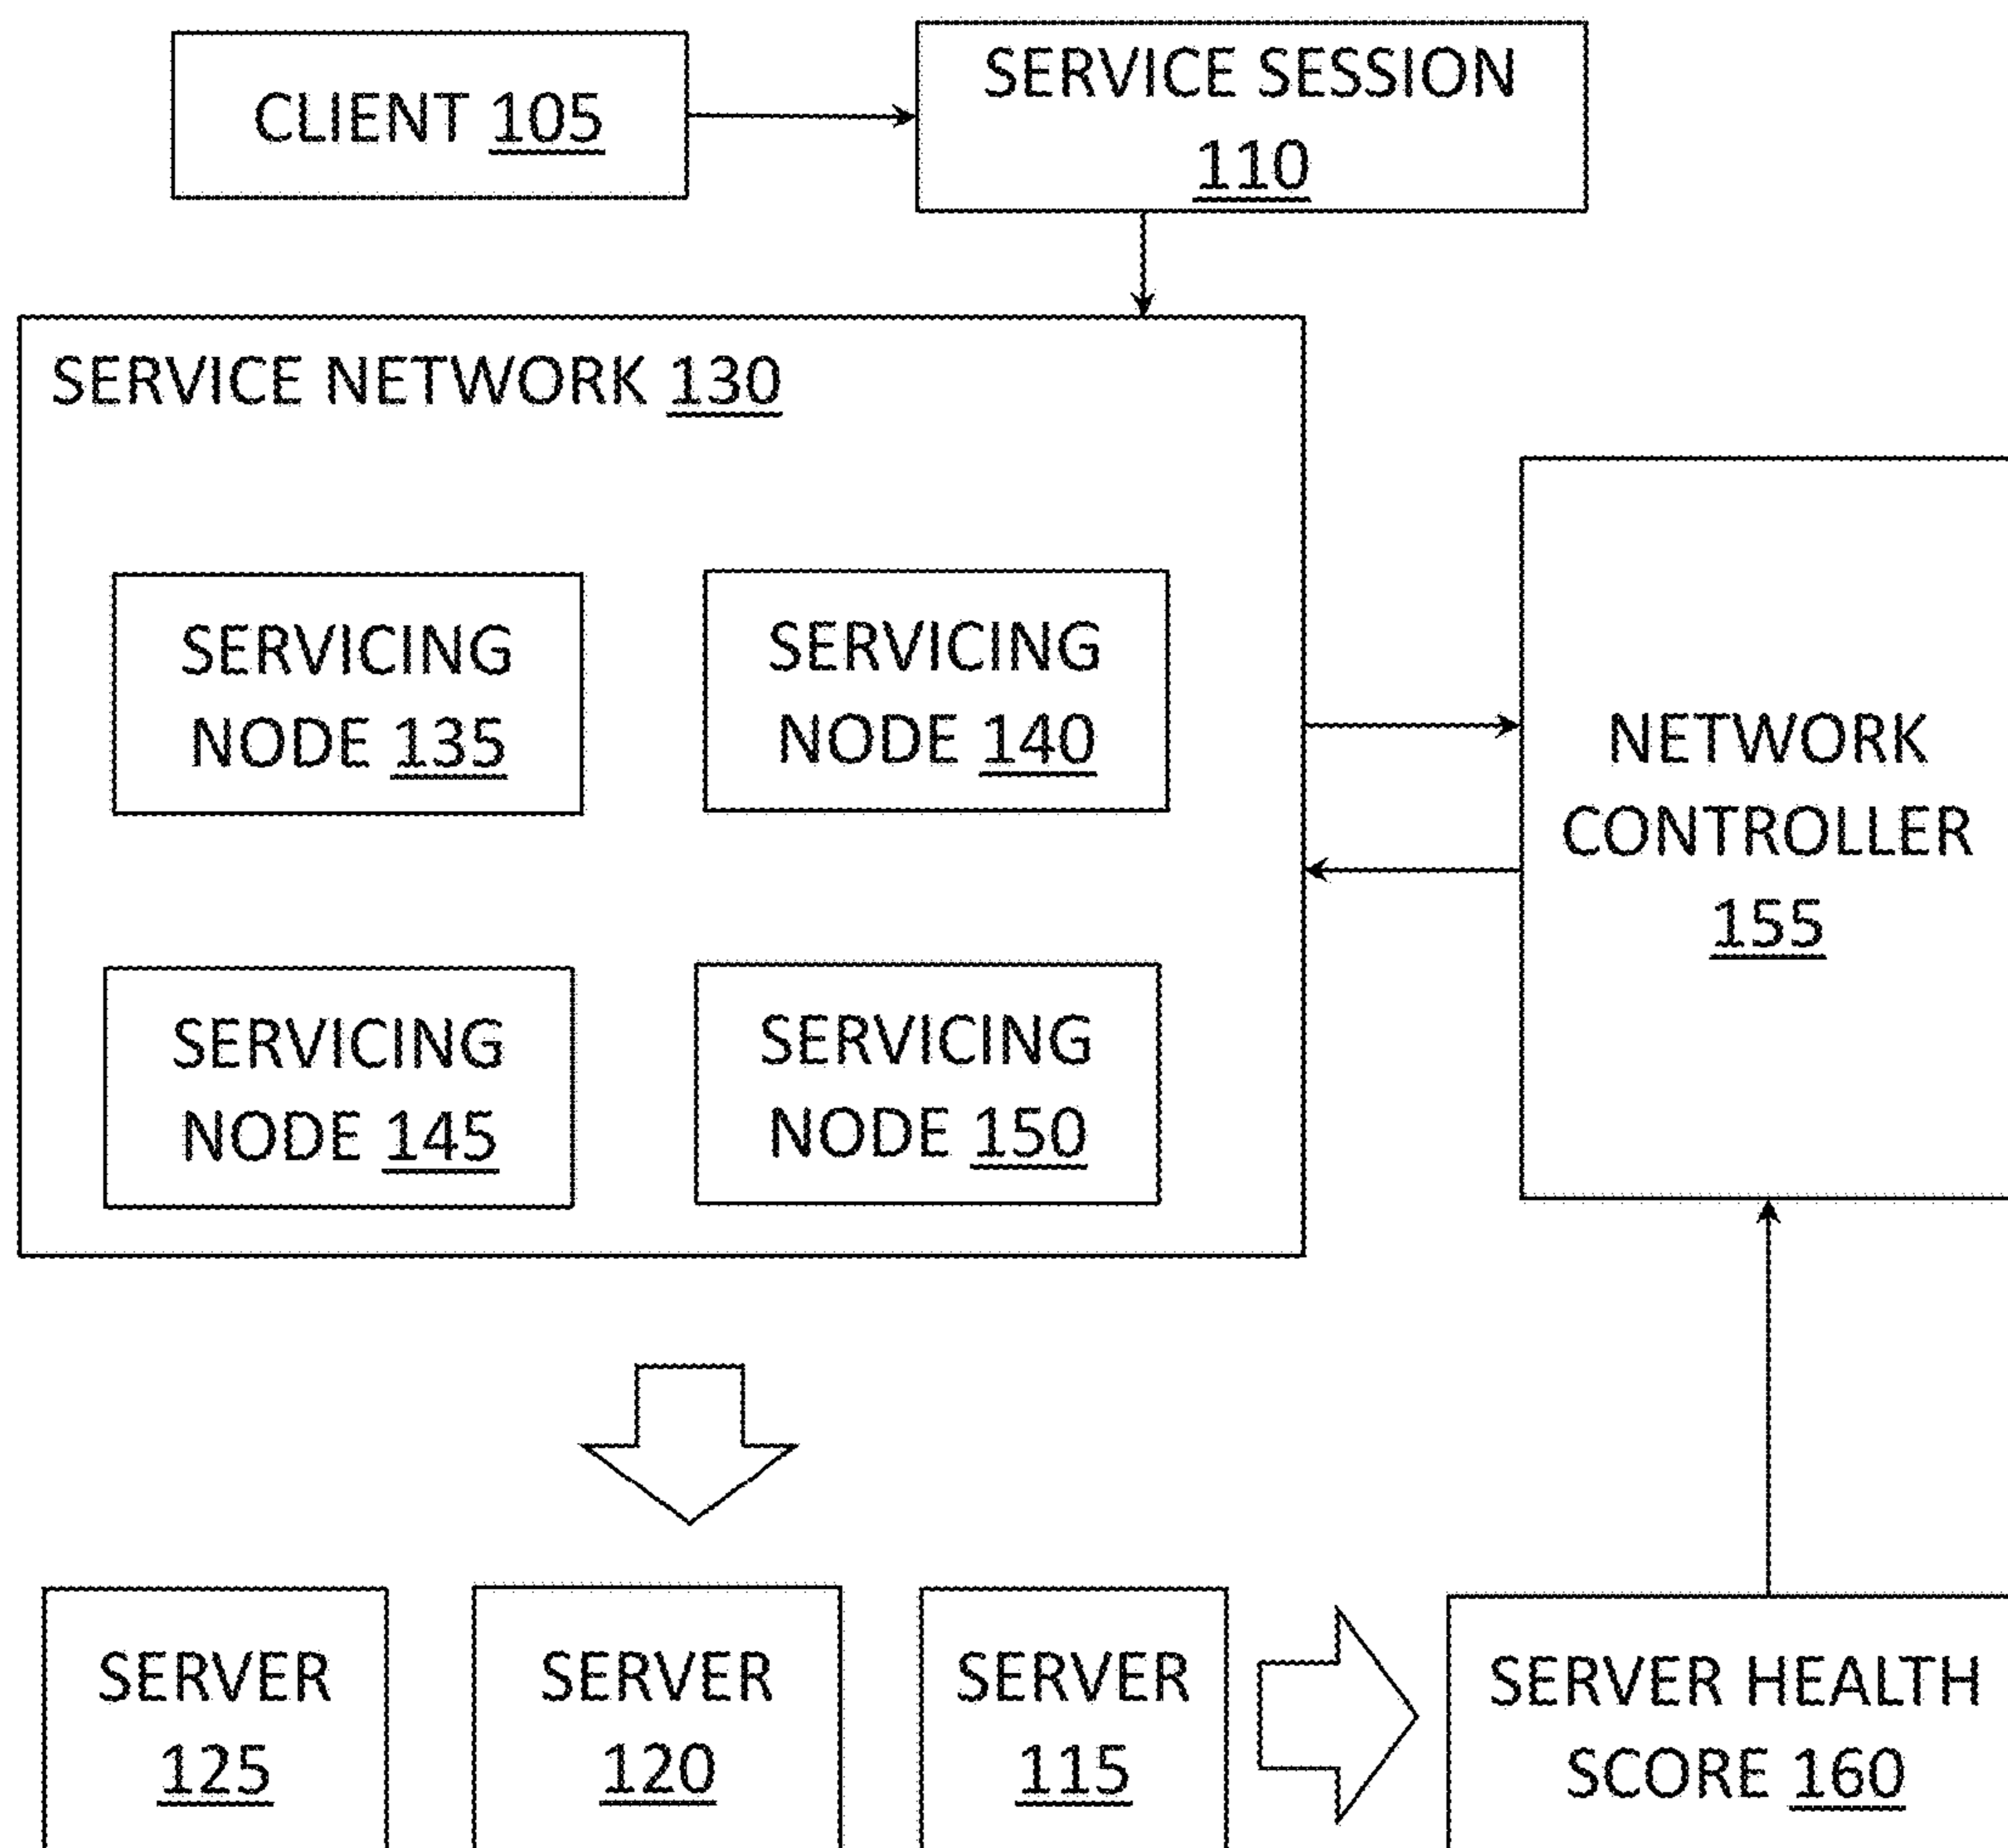 CLIENT 105
SERVICE SESSION
110
SERVICE NETWORK 130
SERVICING
NODE 135
SERVICING
NODE 140
NETWORK
CONTROLLER
155
SERVICING
NODE 145
SERVICING
NODE 150
SERVER
125
SERVER
120
SERVER
115
SERVER HEALTH
SCORE 160